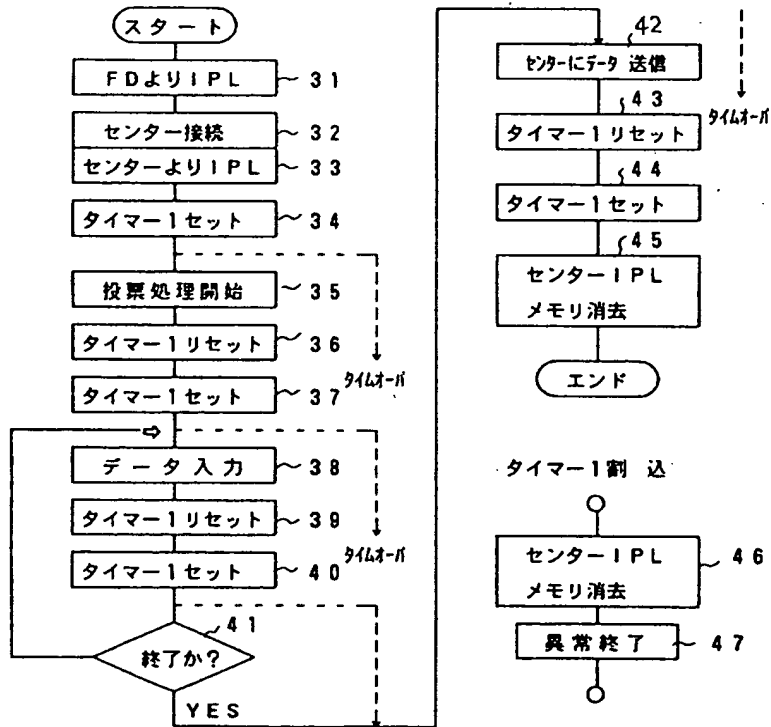 スタート
FDよりIPL 31
センター接続 32
センターよりIPL 33
タイマー1セット 34
投票処理開始 35
タイマー1リセット 36
タイマー1セット 37
タイムオーバ
データ入力 38
タイマー1リセット 39
タイマー1セット 40
タイムオーバ
41
終了か?
YES
42
センターにデータ 送信
タイムオーバ
43
タイマー1リセット
44
タイマー1セット
45
センターIPL
メモリ消去
エンド
タイマー1割 込
センターIPL
メモリ消去
46
異常終了 47